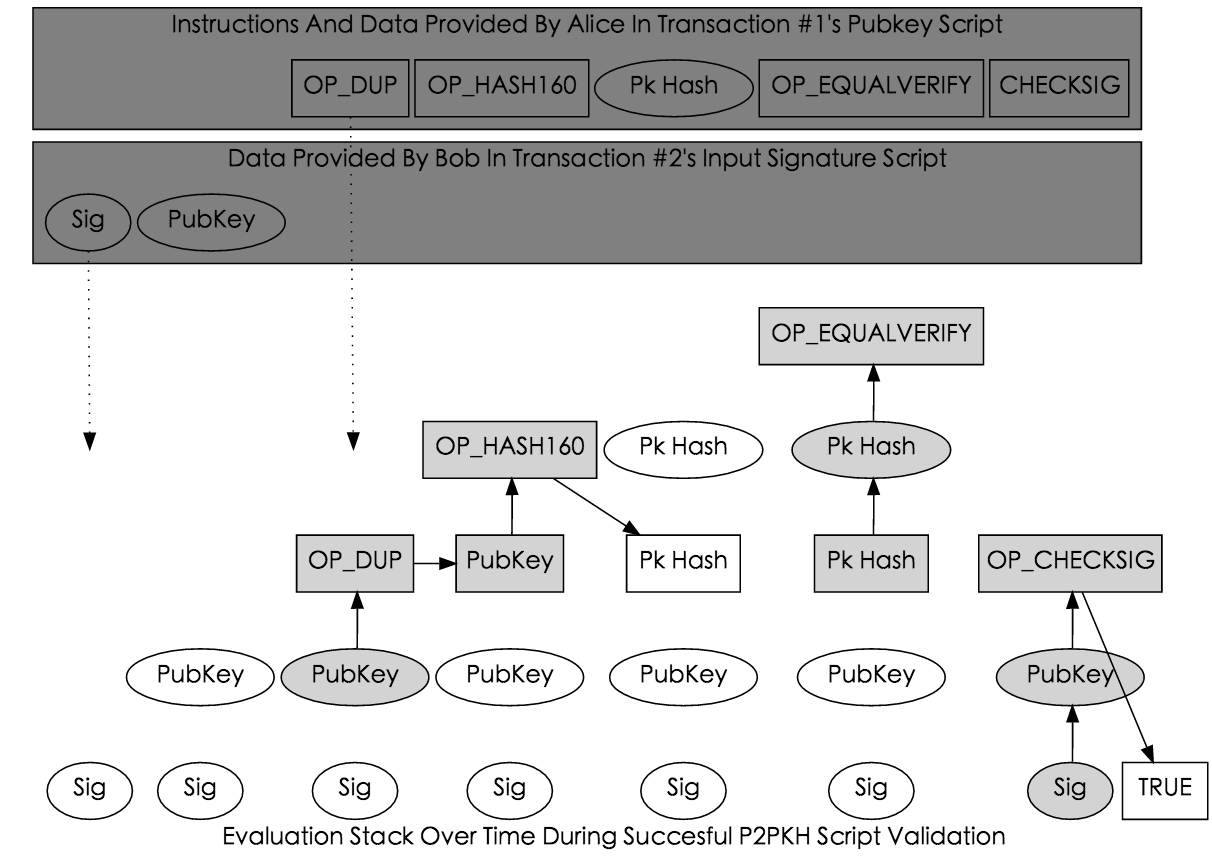 Instructions And Data Provided By Alice In Transaction #1's Pubkey Script
OP_DUP OP_HASH160 Pk Hash OP_EQUALVERIFY CHECKSIG
Data Provided By Bob In Transaction #2's Input Signature Script
Sig PubKey
OP_EQUALVERIFY
OP_HASH160 Pk Hash Pk Hash
OP_DUP PubKey Pk Hash Pk Hash OP_CHECKSIG
PubKey PubKey PubKey PubKey PubKey PubKey
Sig Sig Sig Sig Sig Sig Sig TRUE
Evaluation Stack Over Time During Succesful P2PKH Script Validation